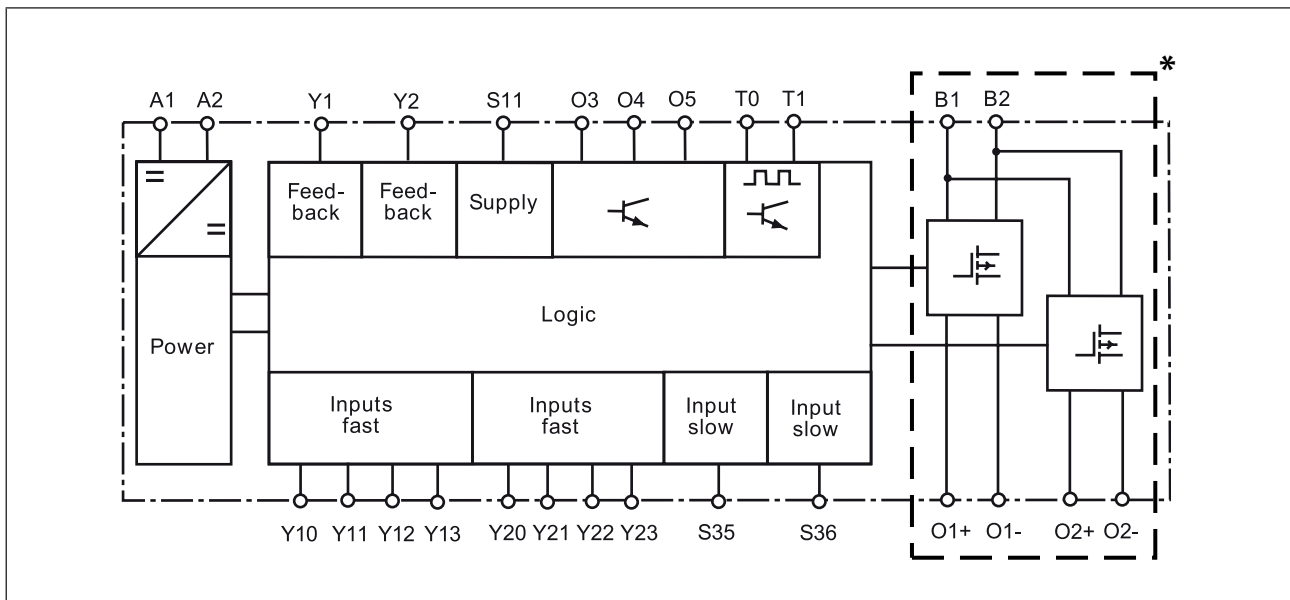 *
A1 A2 Y1 Y2 S11 O3 O4 O5 T0 T1 B1 B2
Feed-
back
Feed-
back
Supply
Power
Logic
Inputs
fast
Inputs
fast
Input
slow
Input
slow
Y10 Y11 Y12 Y13 Y20 Y21 Y22 Y23 S35 S36 O1+ O1- O2+ O2-